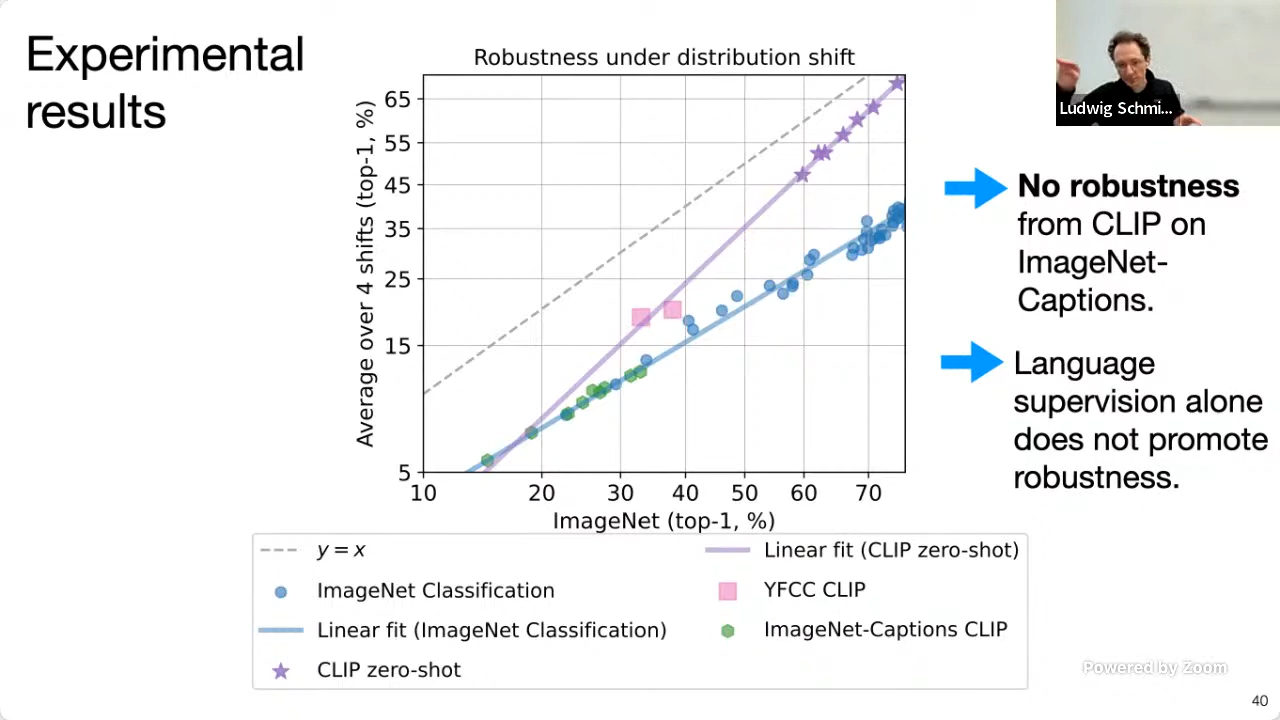 Experimental
results
Robustness under distribution shift
Average over 4 shifts (top-1, %)
65
55
45
35
25
15
5
10 20 30 40 50 60 70
ImageNet (top-1, %)
y = x
ImageNet Classification
Linear fit (ImageNet Classification)
CLIP zero-shot
Linear fit (CLIP zero-shot)
YFCC CLIP
ImageNet-Captions CLIP
Ludwig Schmi...
No robustness
from CLIP on
ImageNet-
Captions.
Language
supervision alone
does not promote
robustness.
Powered by Zoom
40